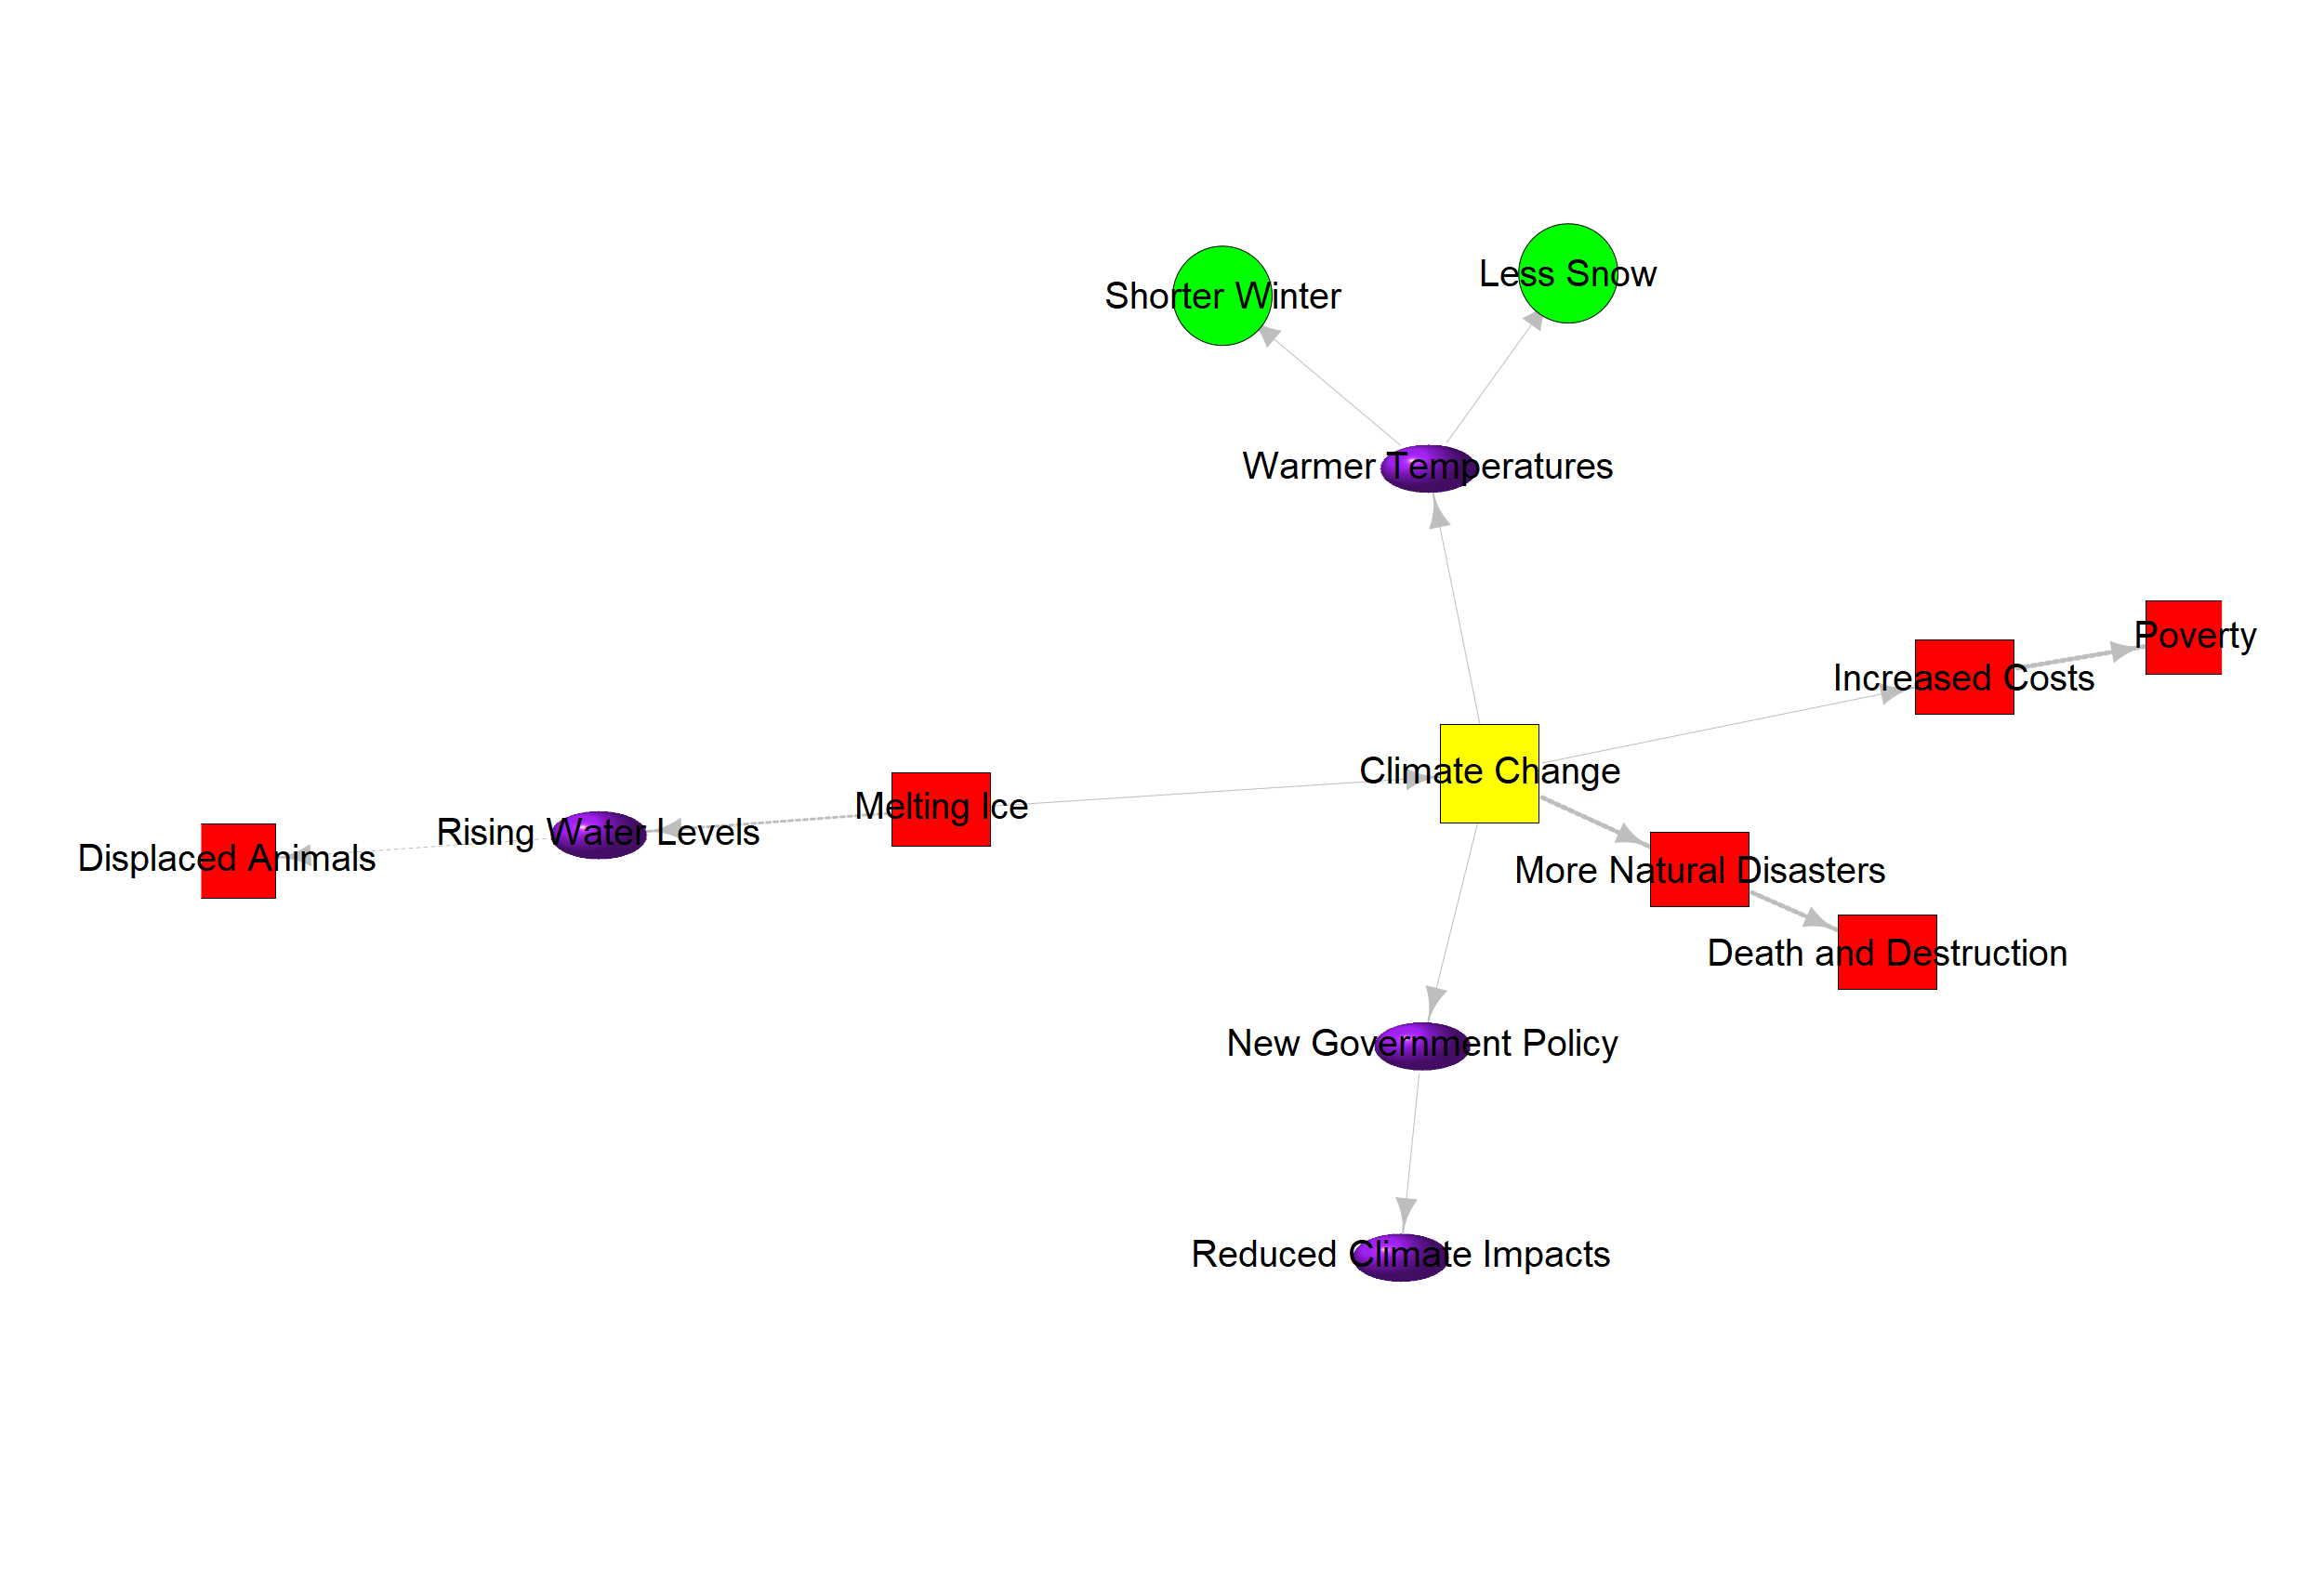 Less Snow
Shorter Winter
Warmer Temperatures
Poverty
Increased Costs
Climate Change
Melting Ice
Rising Water Levels
Displaced Animals
More Natural Disasters
Death and Destruction
New Government Policy
Reduced Climate Impacts